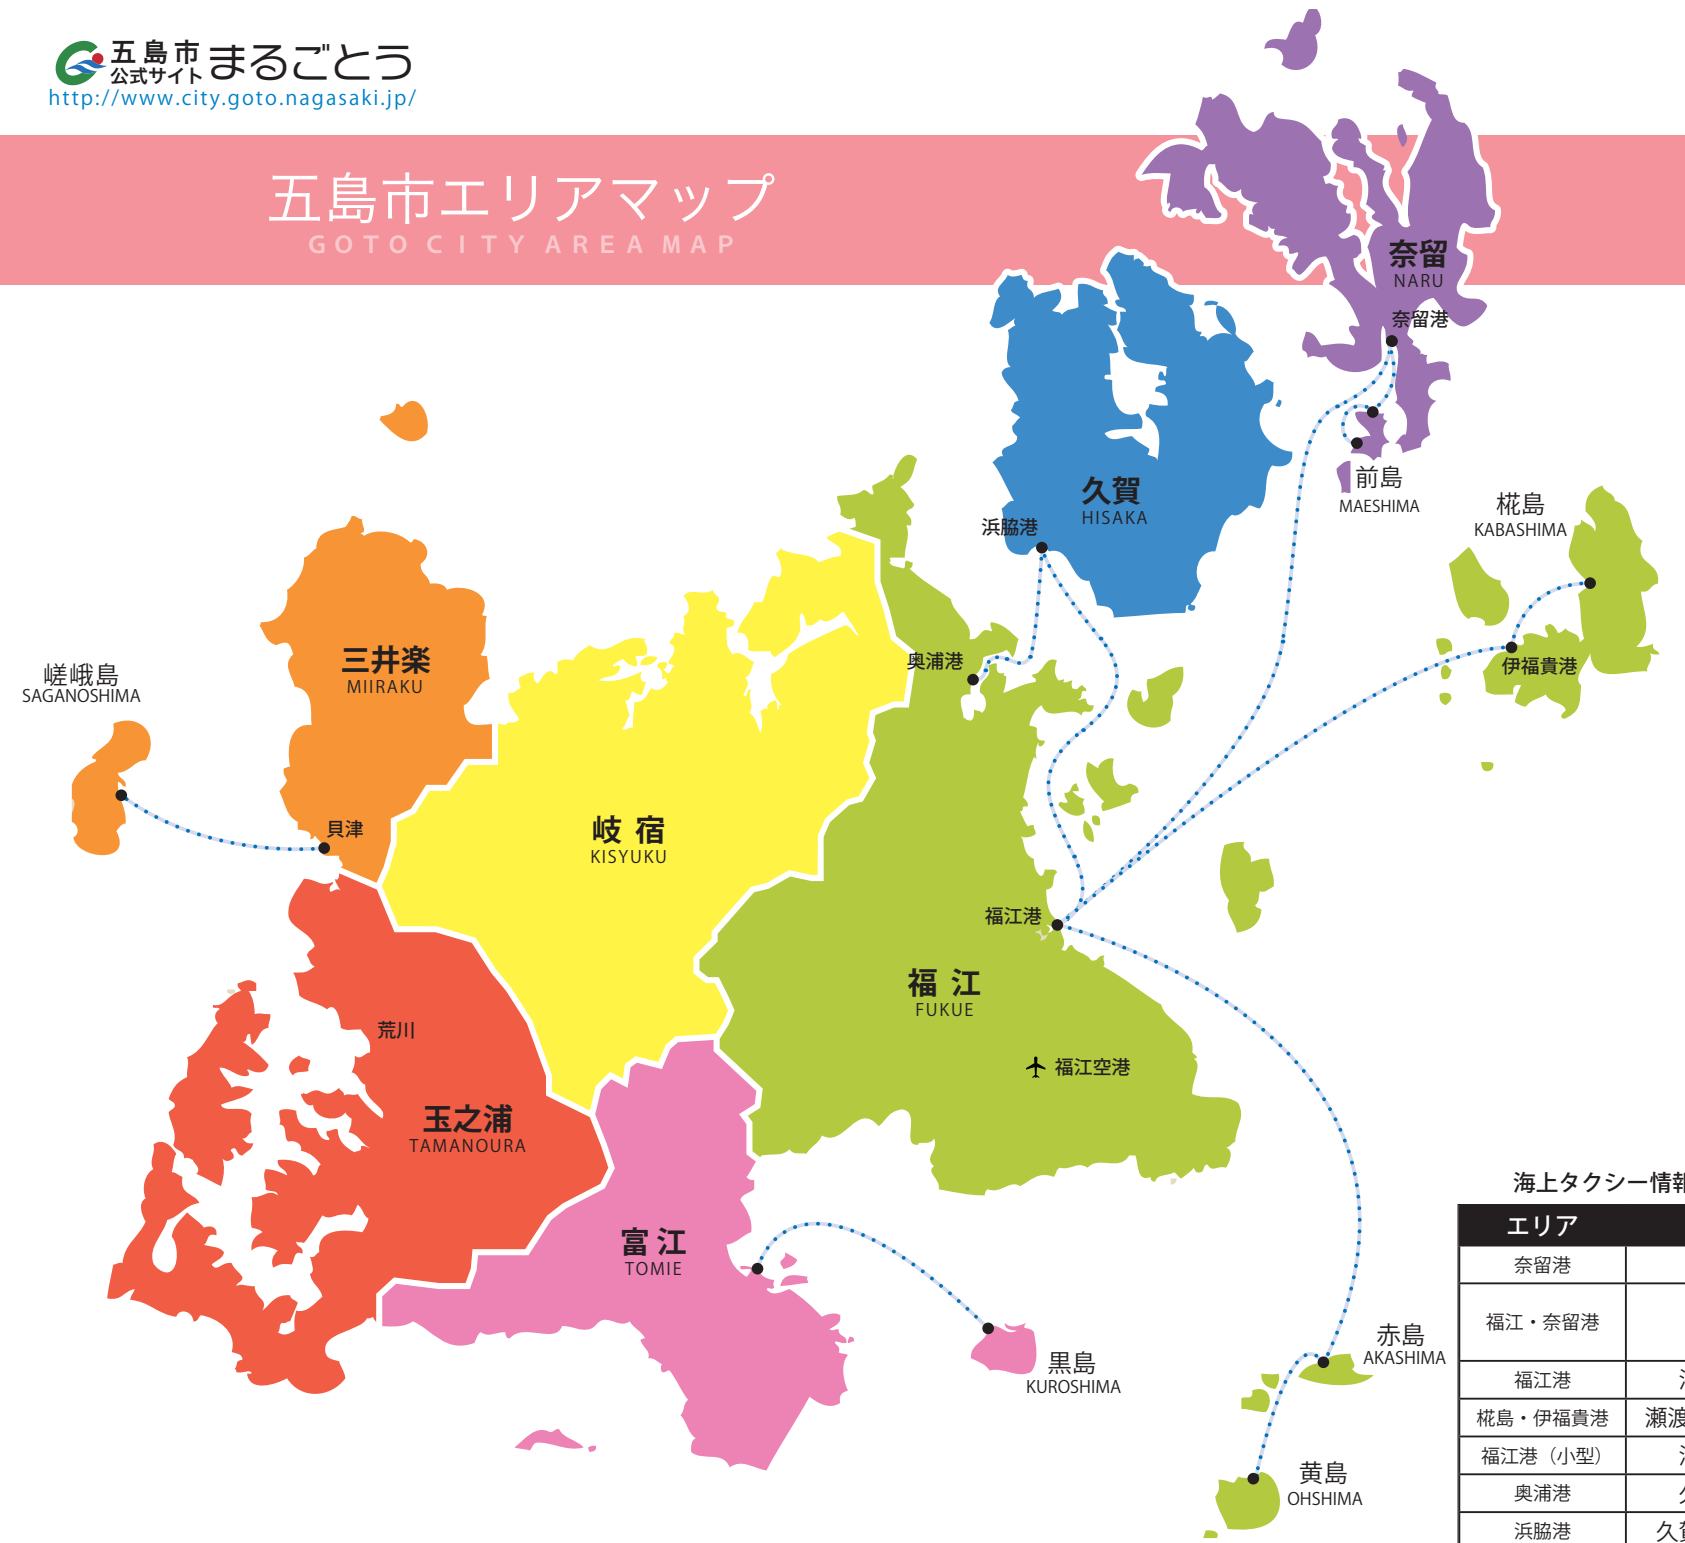 五島市
公式サイト
まるごとう
http://www.city.goto.nagasaki.jp/
五島市エリアマップ
GOTO CITY AREA MAP
奈留
NARU
奈留港
前島
MAESHIMA
久賀
HISAKA
浜脇港
椛島
KABASHIMA
伊福貴港
奥浦港
三井楽
MIIRAKU
嵯峨島
SAGANOSHIMA
貝津
岐宿
KISYUKU
福江港
福江
FUKUE
福江空港
荒川
玉之浦
TAMANOURA
富江
TOMIE
黒島
KUROSHIMA
赤島
AKASHIMA
黄島
OHSHIMA
海上タクシー情報
エリア
奈留港
福江・奈留港
福江港
椛島・伊福貴港
瀬渡
福江港（小型）
奥浦港
浜脇港
久賀